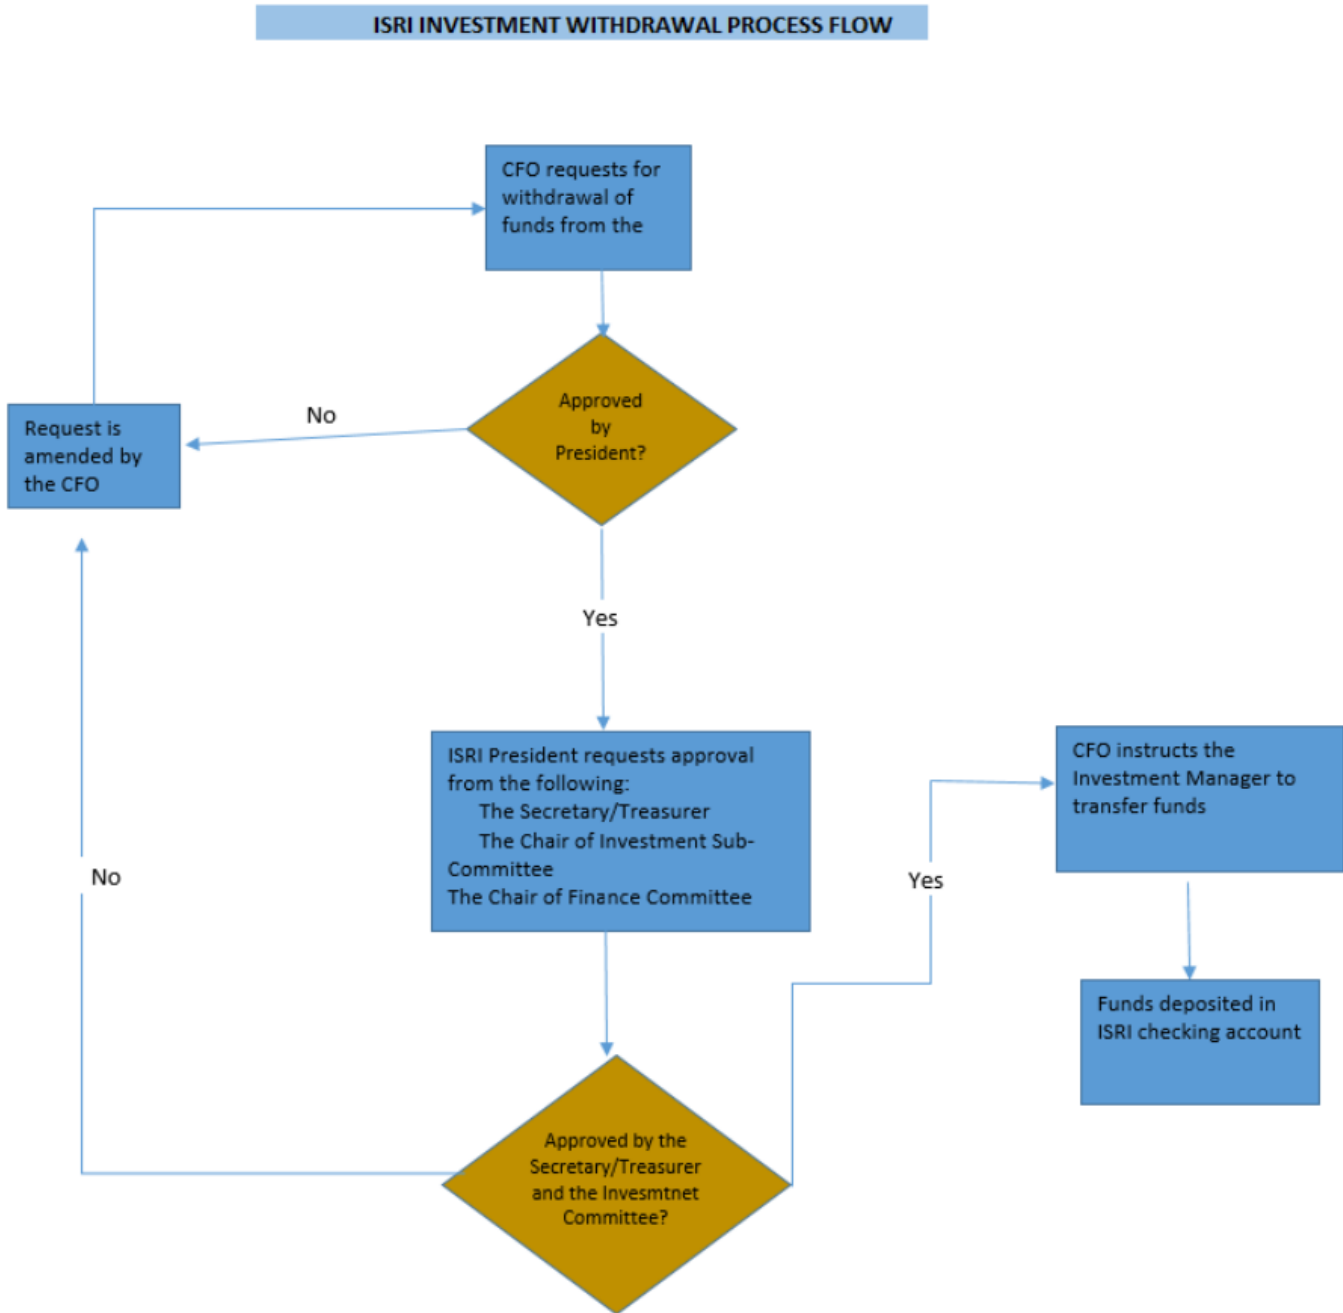 ISRI INVESTMENT WITHDRAWAL PROCESS FLOW
CFO requests for
withdrawal of
funds from the
Approved
by
President?
No
Request is
amended by
the CFO
Yes
ISRI President requests approval
from the following:
The Secretary/Treasurer
The Chair of Investment Sub-
Committee
The Chair of Finance Committee
CFO instructs the
Investment Manager to
transfer funds
No
Yes
Funds deposited in
ISRI checking account
Approved by the
Secretary/Treasurer
and the Invesmtnet
Committee?